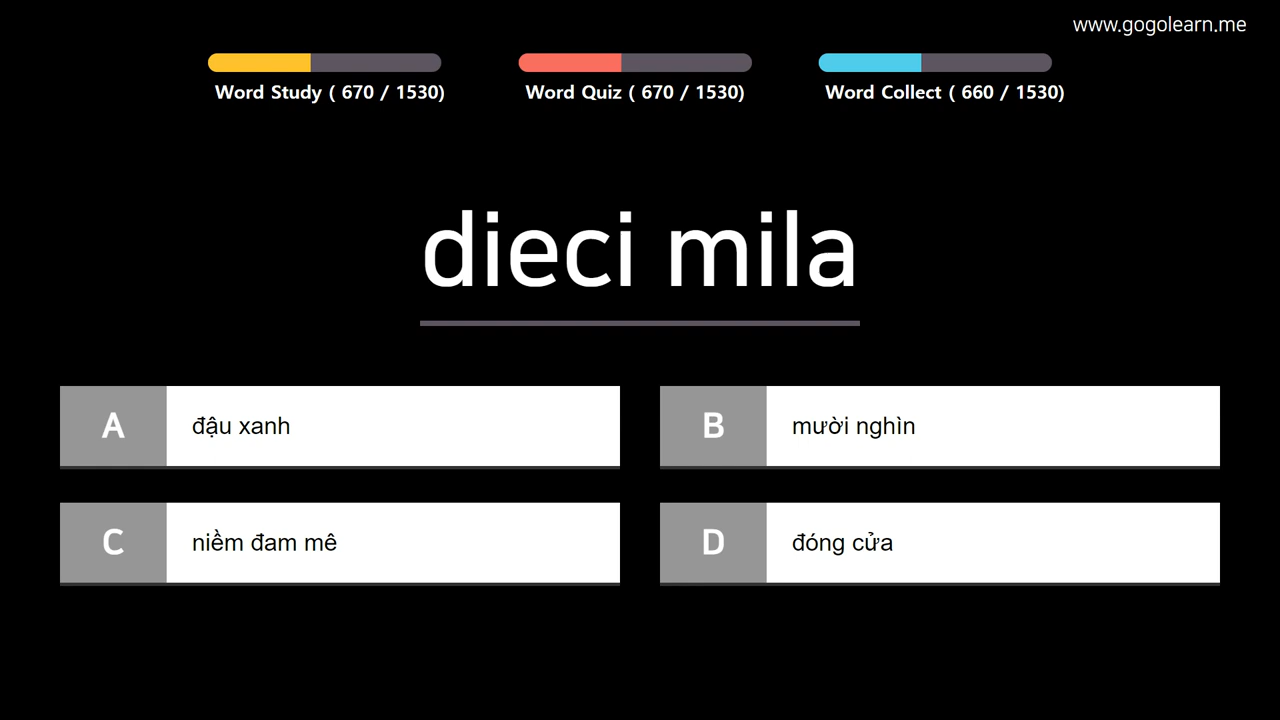 www.gogolearn.me
Word Study ( 670 / 1530)
Word Quiz ( 670 / 1530)
Word Collect ( 660 / 1530)
dieci mila
A đậu xanh
B mười nghìn
C niềm đam mê
D đóng cửa